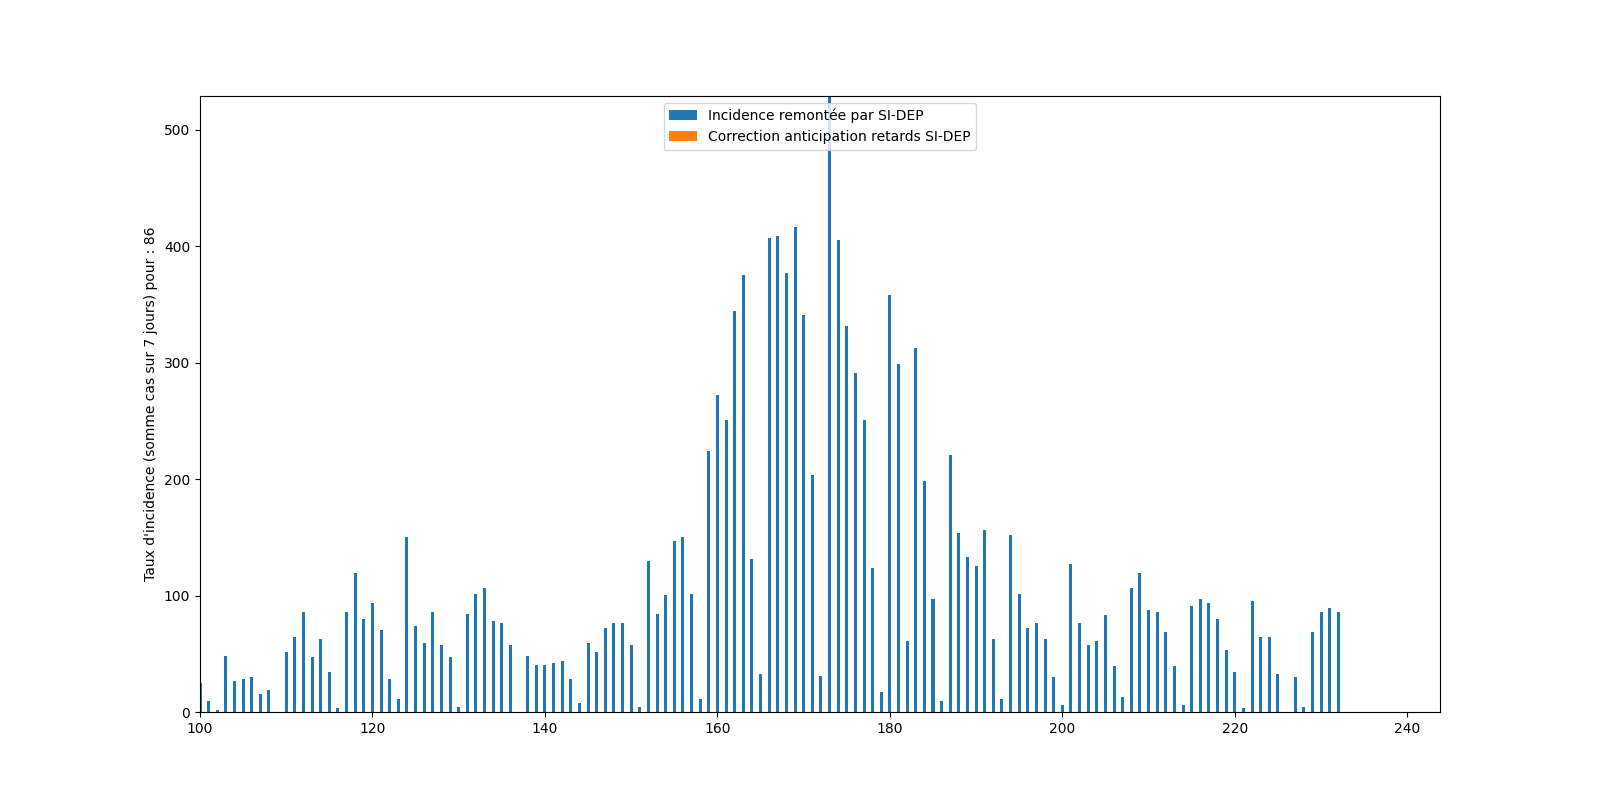 Incidence remontée par SI-DEP
Correction anticipation retards SI-DEP
Taux d'incidence (somme cas sur 7 jours) pour : 86
500
400
300
200
100
0
100 120 140 160 180 200 220 240